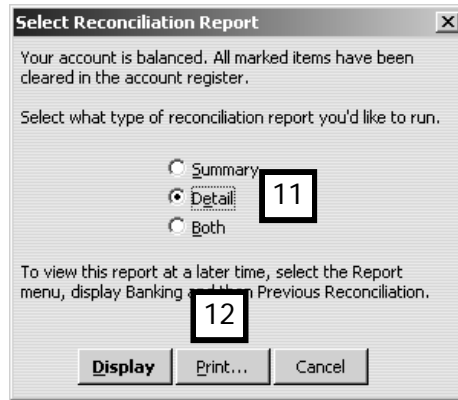 Select Reconciliation Report
Your account is balanced. All marked items have been
cleared in the account register.
Select what type of reconciliation report you'd like to run.
Summary
Detail
11
Both
To view this report at a later time, select the Report
menu, display Banking and then Previous Reconciliation.
12
Display Print... Cancel